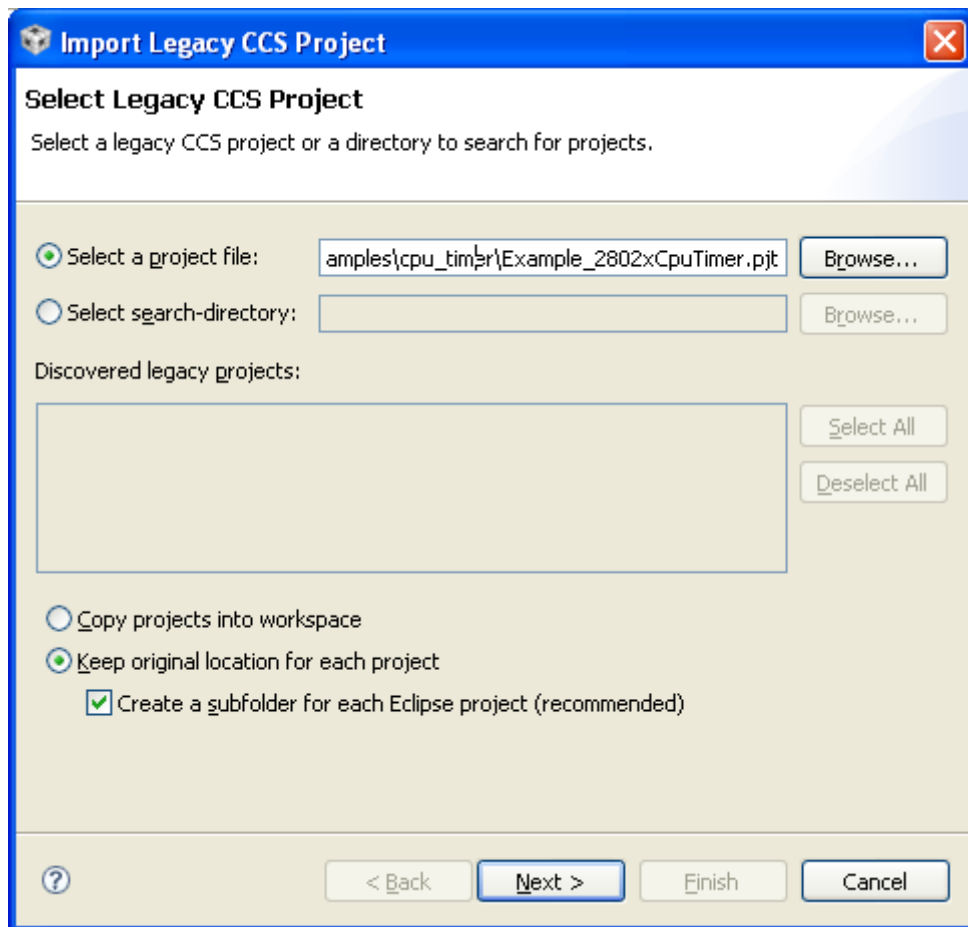 Import Legacy CCS Project
Select Legacy CCS Project
Select a legacy CCS project or a directory to search for projects.
Select a project file: amples\cpu_timer\Example_2802xCpuTimer.pjt Browse...
Select search-directory: Browse...
Discovered legacy projects:
Select All
Deselect All
Copy projects into workspace
Keep original location for each project
Create a subfolder for each Eclipse project (recommended)
? < Back Next > Finish Cancel